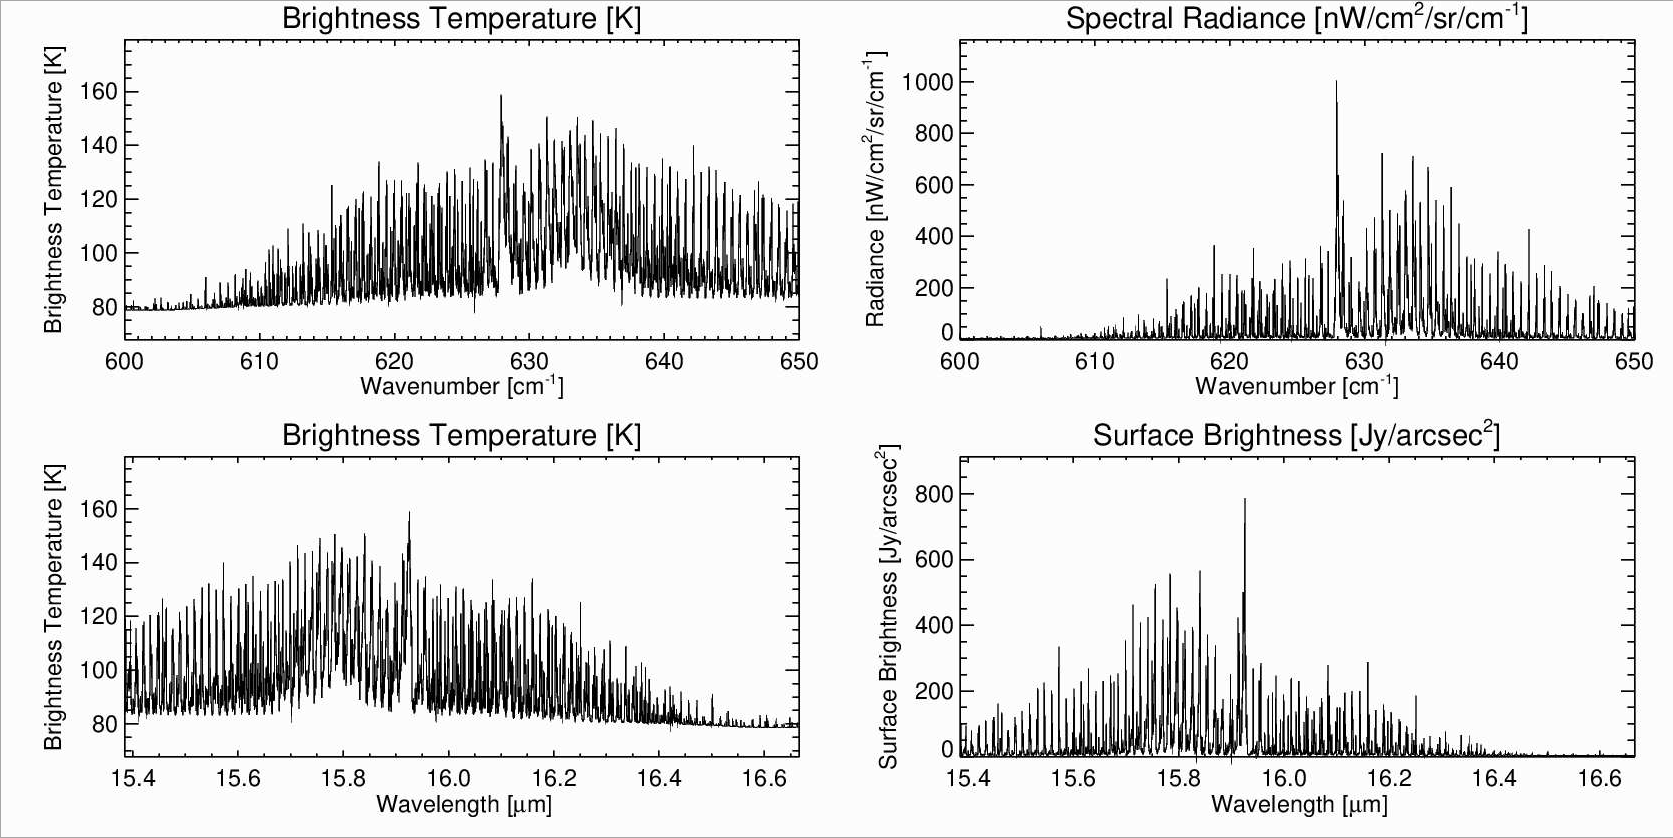 Brightness Temperature [K]
Brightness Temperature [K]
160
140
120
100
80
600 610 620 630 640 650
Wavenumber [cm⁻¹]
Spectral Radiance [nW/cm²/sr/cm⁻¹]
Radiance [nW/cm²/sr/cm⁻¹]
1000
800
600
400
200
0
600 610 620 630 640 650
Wavenumber [cm⁻¹]
Brightness Temperature [K]
Brightness Temperature [K]
160
140
120
100
80
15.4 15.6 15.8 16.0 16.2 16.4 16.6
Wavelength [μm]
Surface Brightness [Jy/arcsec²]
Surface Brightness [Jy/arcsec²]
800
600
400
200
0
15.4 15.6 15.8 16.0 16.2 16.4 16.6
Wavelength [μm]